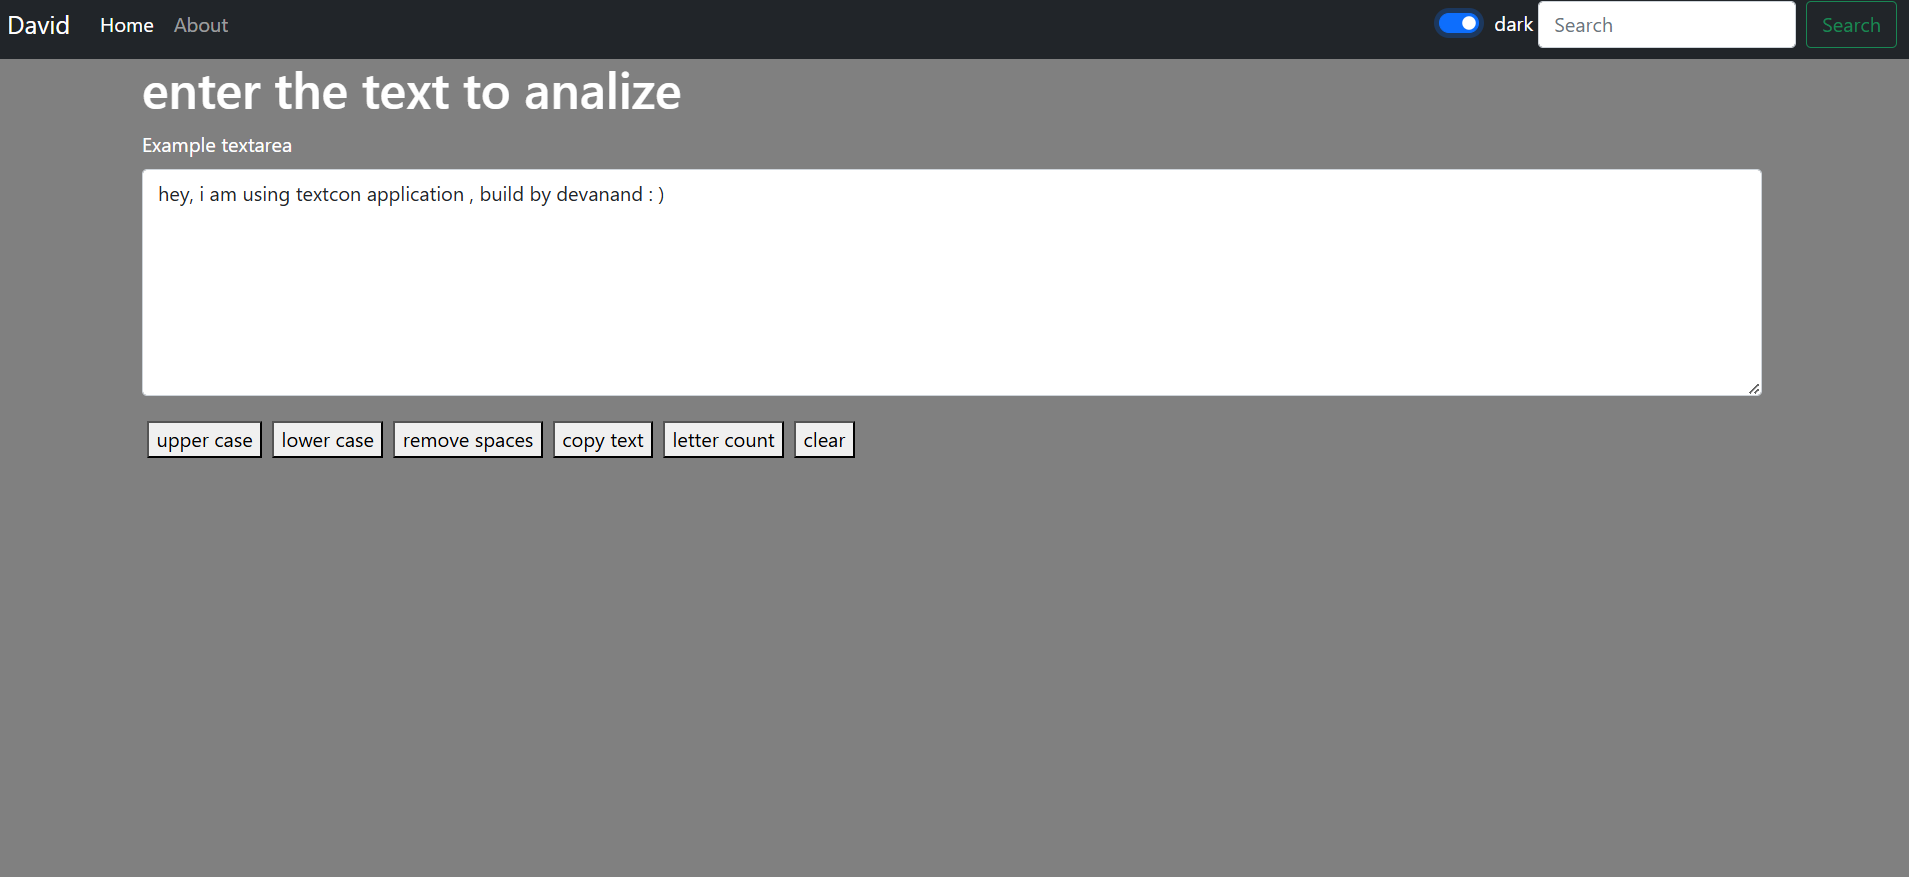 David Home About dark Search Search
enter the text to analize
Example textarea
hey, i am using textcon application , build by devanand : )
upper case lower case remove spaces copy text letter count clear